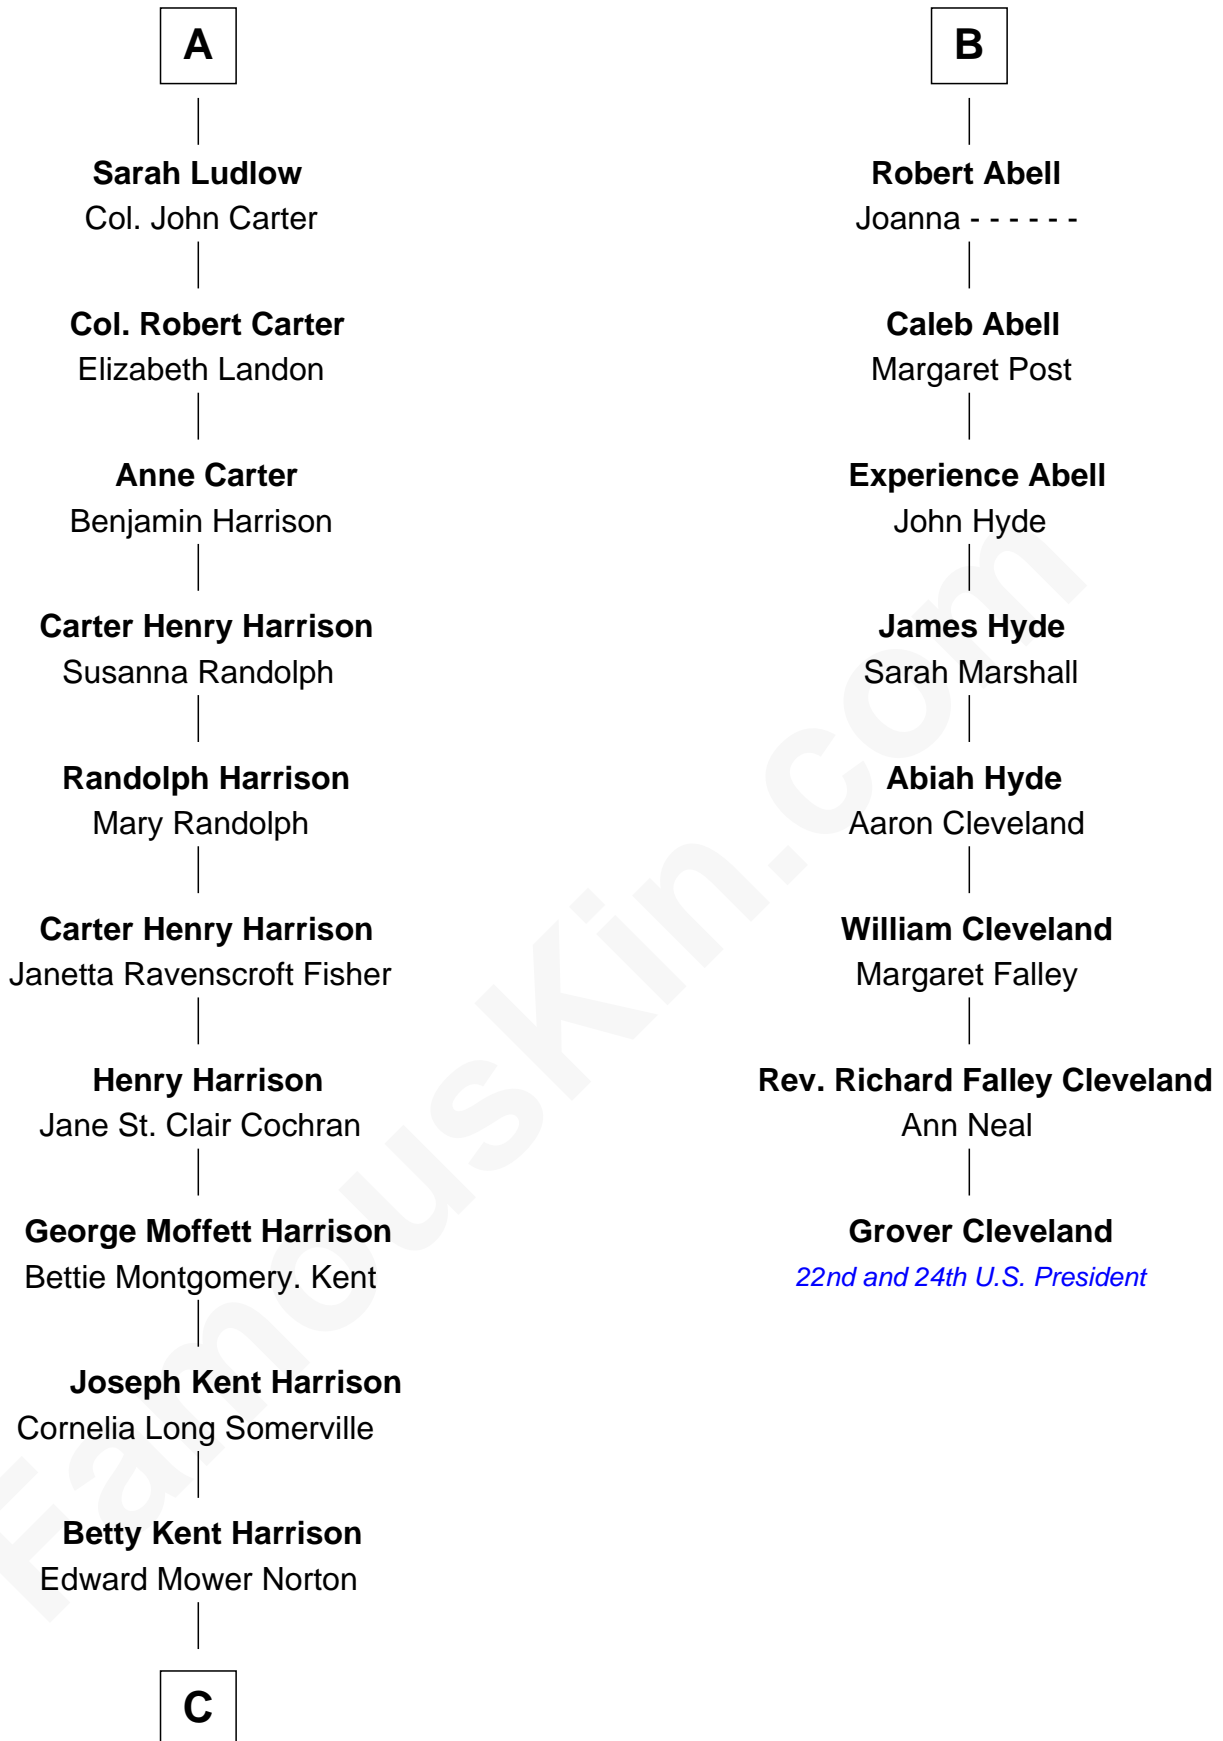 A
Sarah Ludlow
Col. John Carter
Col. Robert Carter
Elizabeth Landon
Anne Carter
Benjamin Harrison
Carter Henry Harrison
Susanna Randolph
Randolph Harrison
Mary Randolph
Carter Henry Harrison
Janetta Ravenscroft Fisher
Henry Harrison
Jane St. Clair Cochran
George Moffett Harrison
Bettie Montgomery. Kent
Joseph Kent Harrison
Cornelia Long Somerville
Betty Kent Harrison
Edward Mower Norton
C
B
Robert Abell
Joanna - - - - - -
Caleb Abell
Margaret Post
Experience Abell
John Hyde
James Hyde
Sarah Marshall
Abiah Hyde
Aaron Cleveland
William Cleveland
Margaret Falley
Rev. Richard Falley Cleveland
Ann Neal
Grover Cleveland
22nd and 24th U.S. President
FamousKin.com